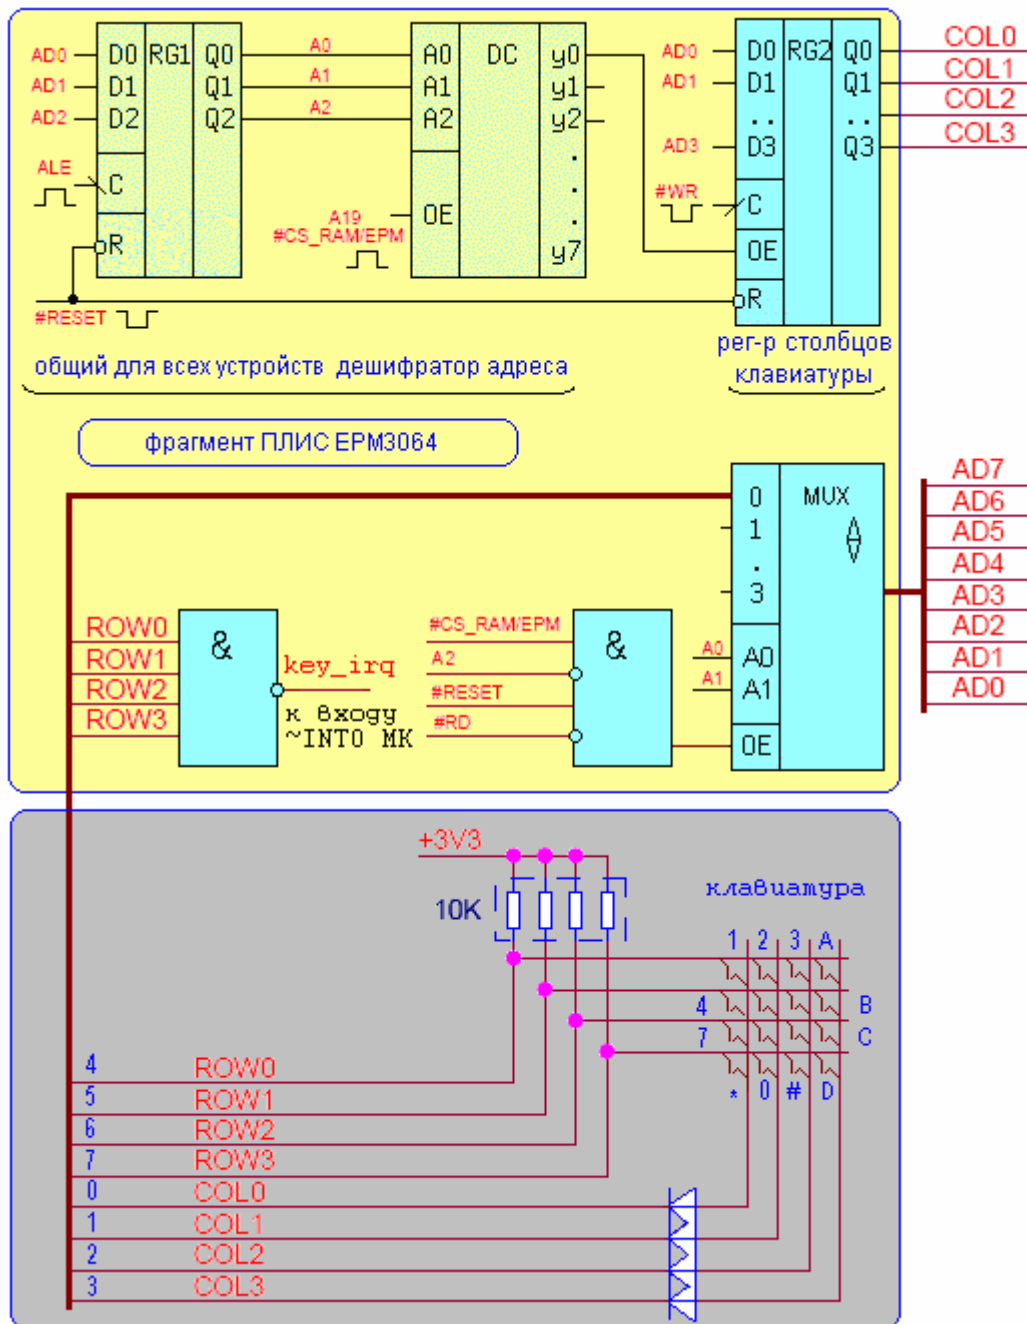 AD0 D0 RG1 Q0 A0 A0 DC y0 AD0 D0 RG2 Q0 COL0
AD1 D1 Q1 A1 A1 y1 AD1 D1 Q1 COL1
AD2 D2 Q2 A2 A2 y2 .. .. COL2
AD3 D3 Q3 COL3
ALE C . #WR C
A19 OE .
#CS_RAM/EPM .
R y7 OE
#RESET R
общий для всех устройств дешифратор адреса
рег-р столбцов
клавиатуры
фрагмент ПЛИС EPM3064
0 MUX AD7
1 AD6
. AD5
3 AD4
AD3
AD2
AD1
AD0
ROW0 & #CS_RAM/EPM & A0 A0
ROW1 key_irq A2 A1 A1
ROW2 к входу #RESET
ROW3 ~INT0 МК #RD OE
+3V3
10K
клавиатура
1 2 3 A
4 B
7 C
* 0 # D
4 ROW0
5 ROW1
6 ROW2
7 ROW3
0 COL0
1 COL1
2 COL2
3 COL3